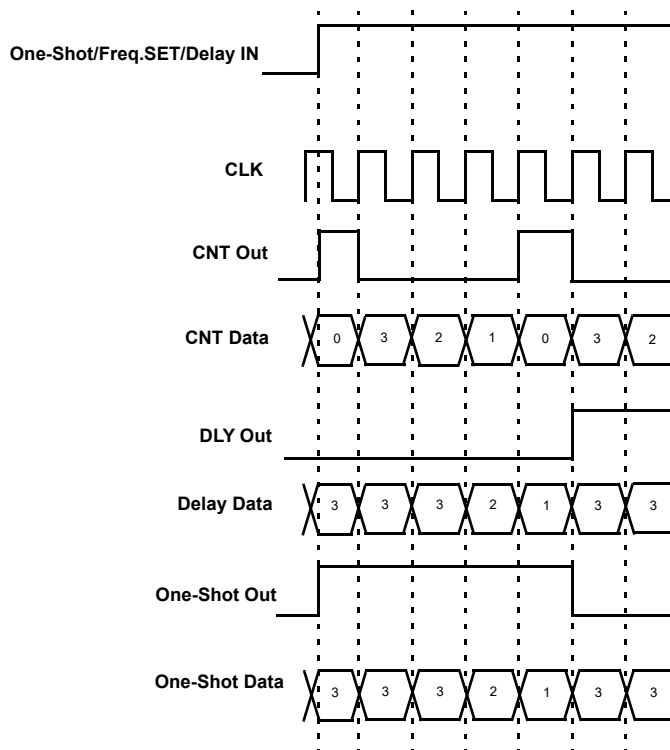 One-Shot/Freq.SET/Delay IN
CLK
CNT Out
CNT Data 0 3 2 1 0 3 2
DLY Out
Delay Data 3 3 3 2 1 3 3
One-Shot Out
One-Shot Data 3 3 3 2 1 3 3